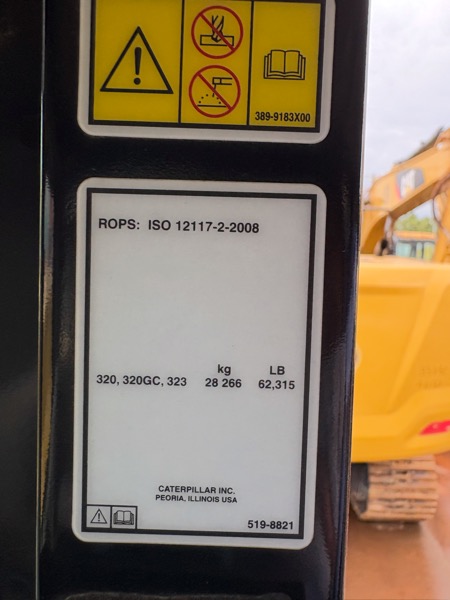 389-9183X00
ROPS: ISO 12117-2-2008
kg LB
320, 320GC, 323 28 266 62,315
CATERPILLAR INC.
PEORIA, ILLINOIS USA
519-8821